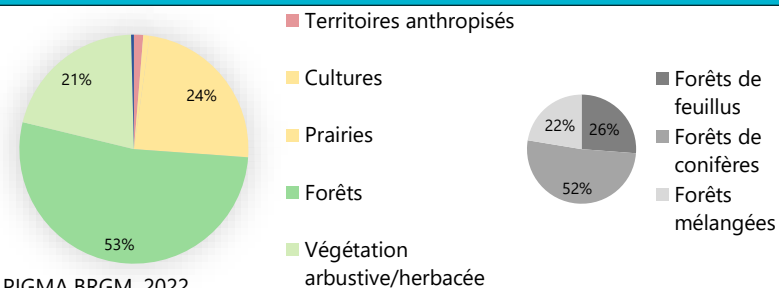 Territoires anthropisés
21%
Cultures
24%
Prairies
Forêts
53%
Végétation
arbustive/herbacée
22%
26%
52%
Forêts de
feuillus
Forêts de
conifères
Forêts
mélangées
PIGMA BRGM, 2022